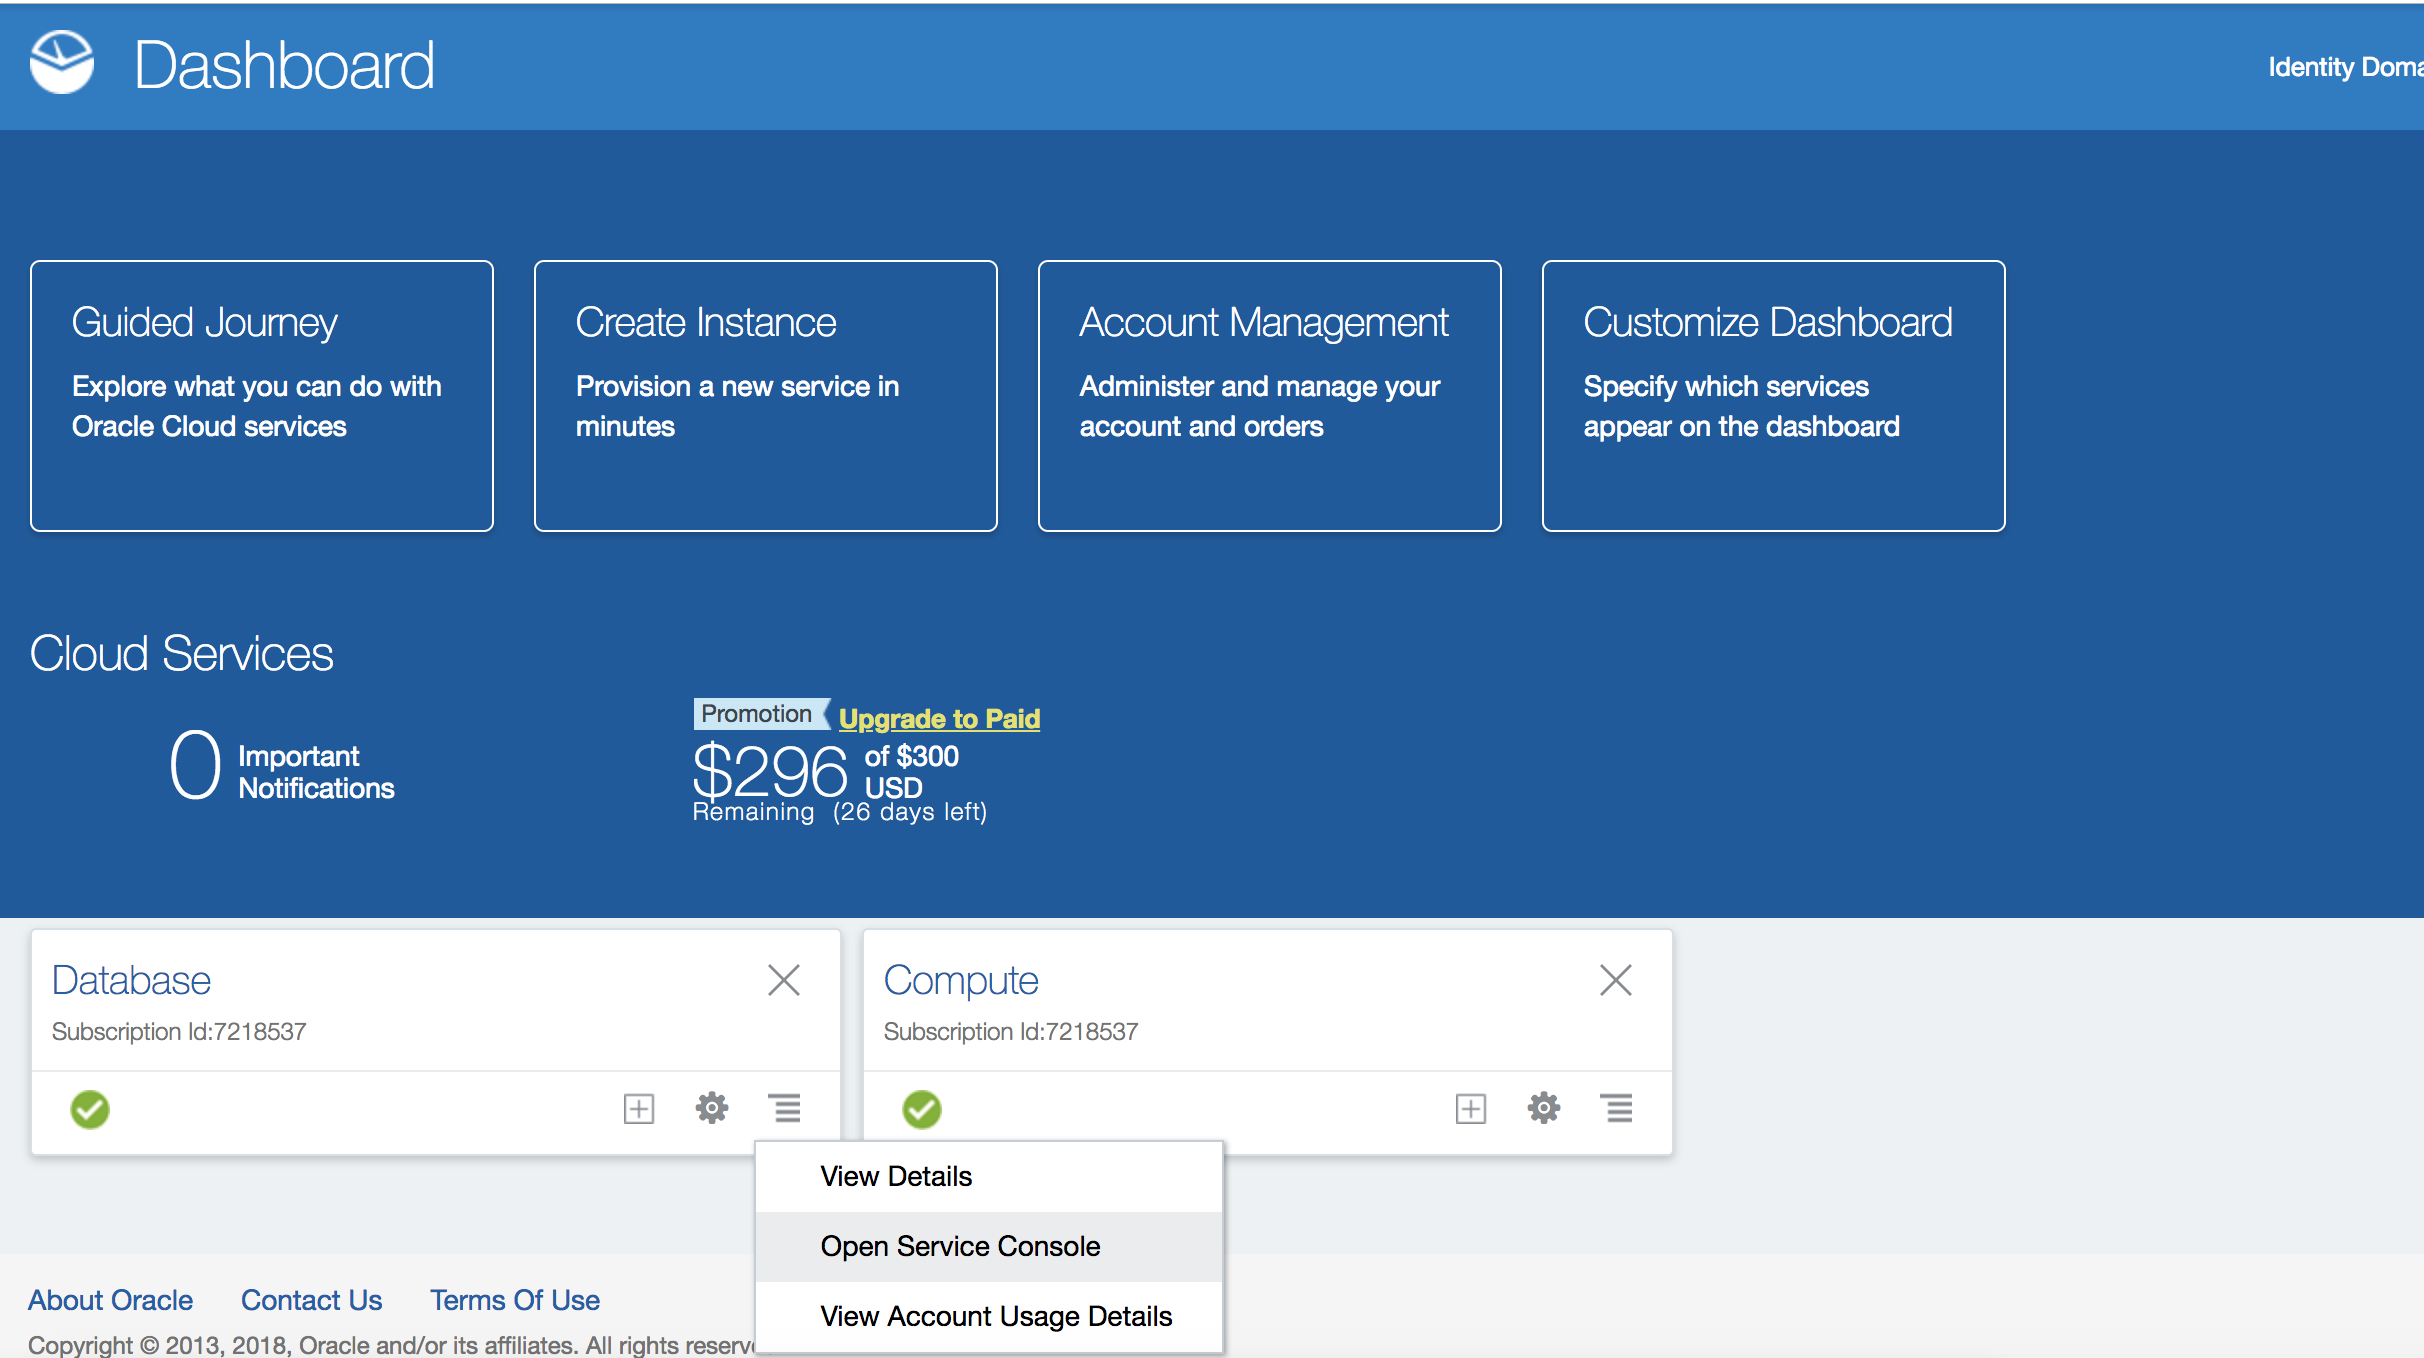 Dashboard
Identity Doma
Guided Journey
Explore what you can do with
Oracle Cloud services
Create Instance
Provision a new service in
minutes
Account Management
Administer and manage your
account and orders
Customize Dashboard
Specify which services
appear on the dashboard
Cloud Services
0 Important
Notifications
Promotion Upgrade to Paid
$296 of $300
USD
Remaining (26 days left)
Database
Subscription Id:7218537
Compute
Subscription Id:7218537
View Details
Open Service Console
View Account Usage Details
About Oracle Contact Us Terms Of Use
Copyright © 2013, 2018, Oracle and/or its affiliates. All rights reserve